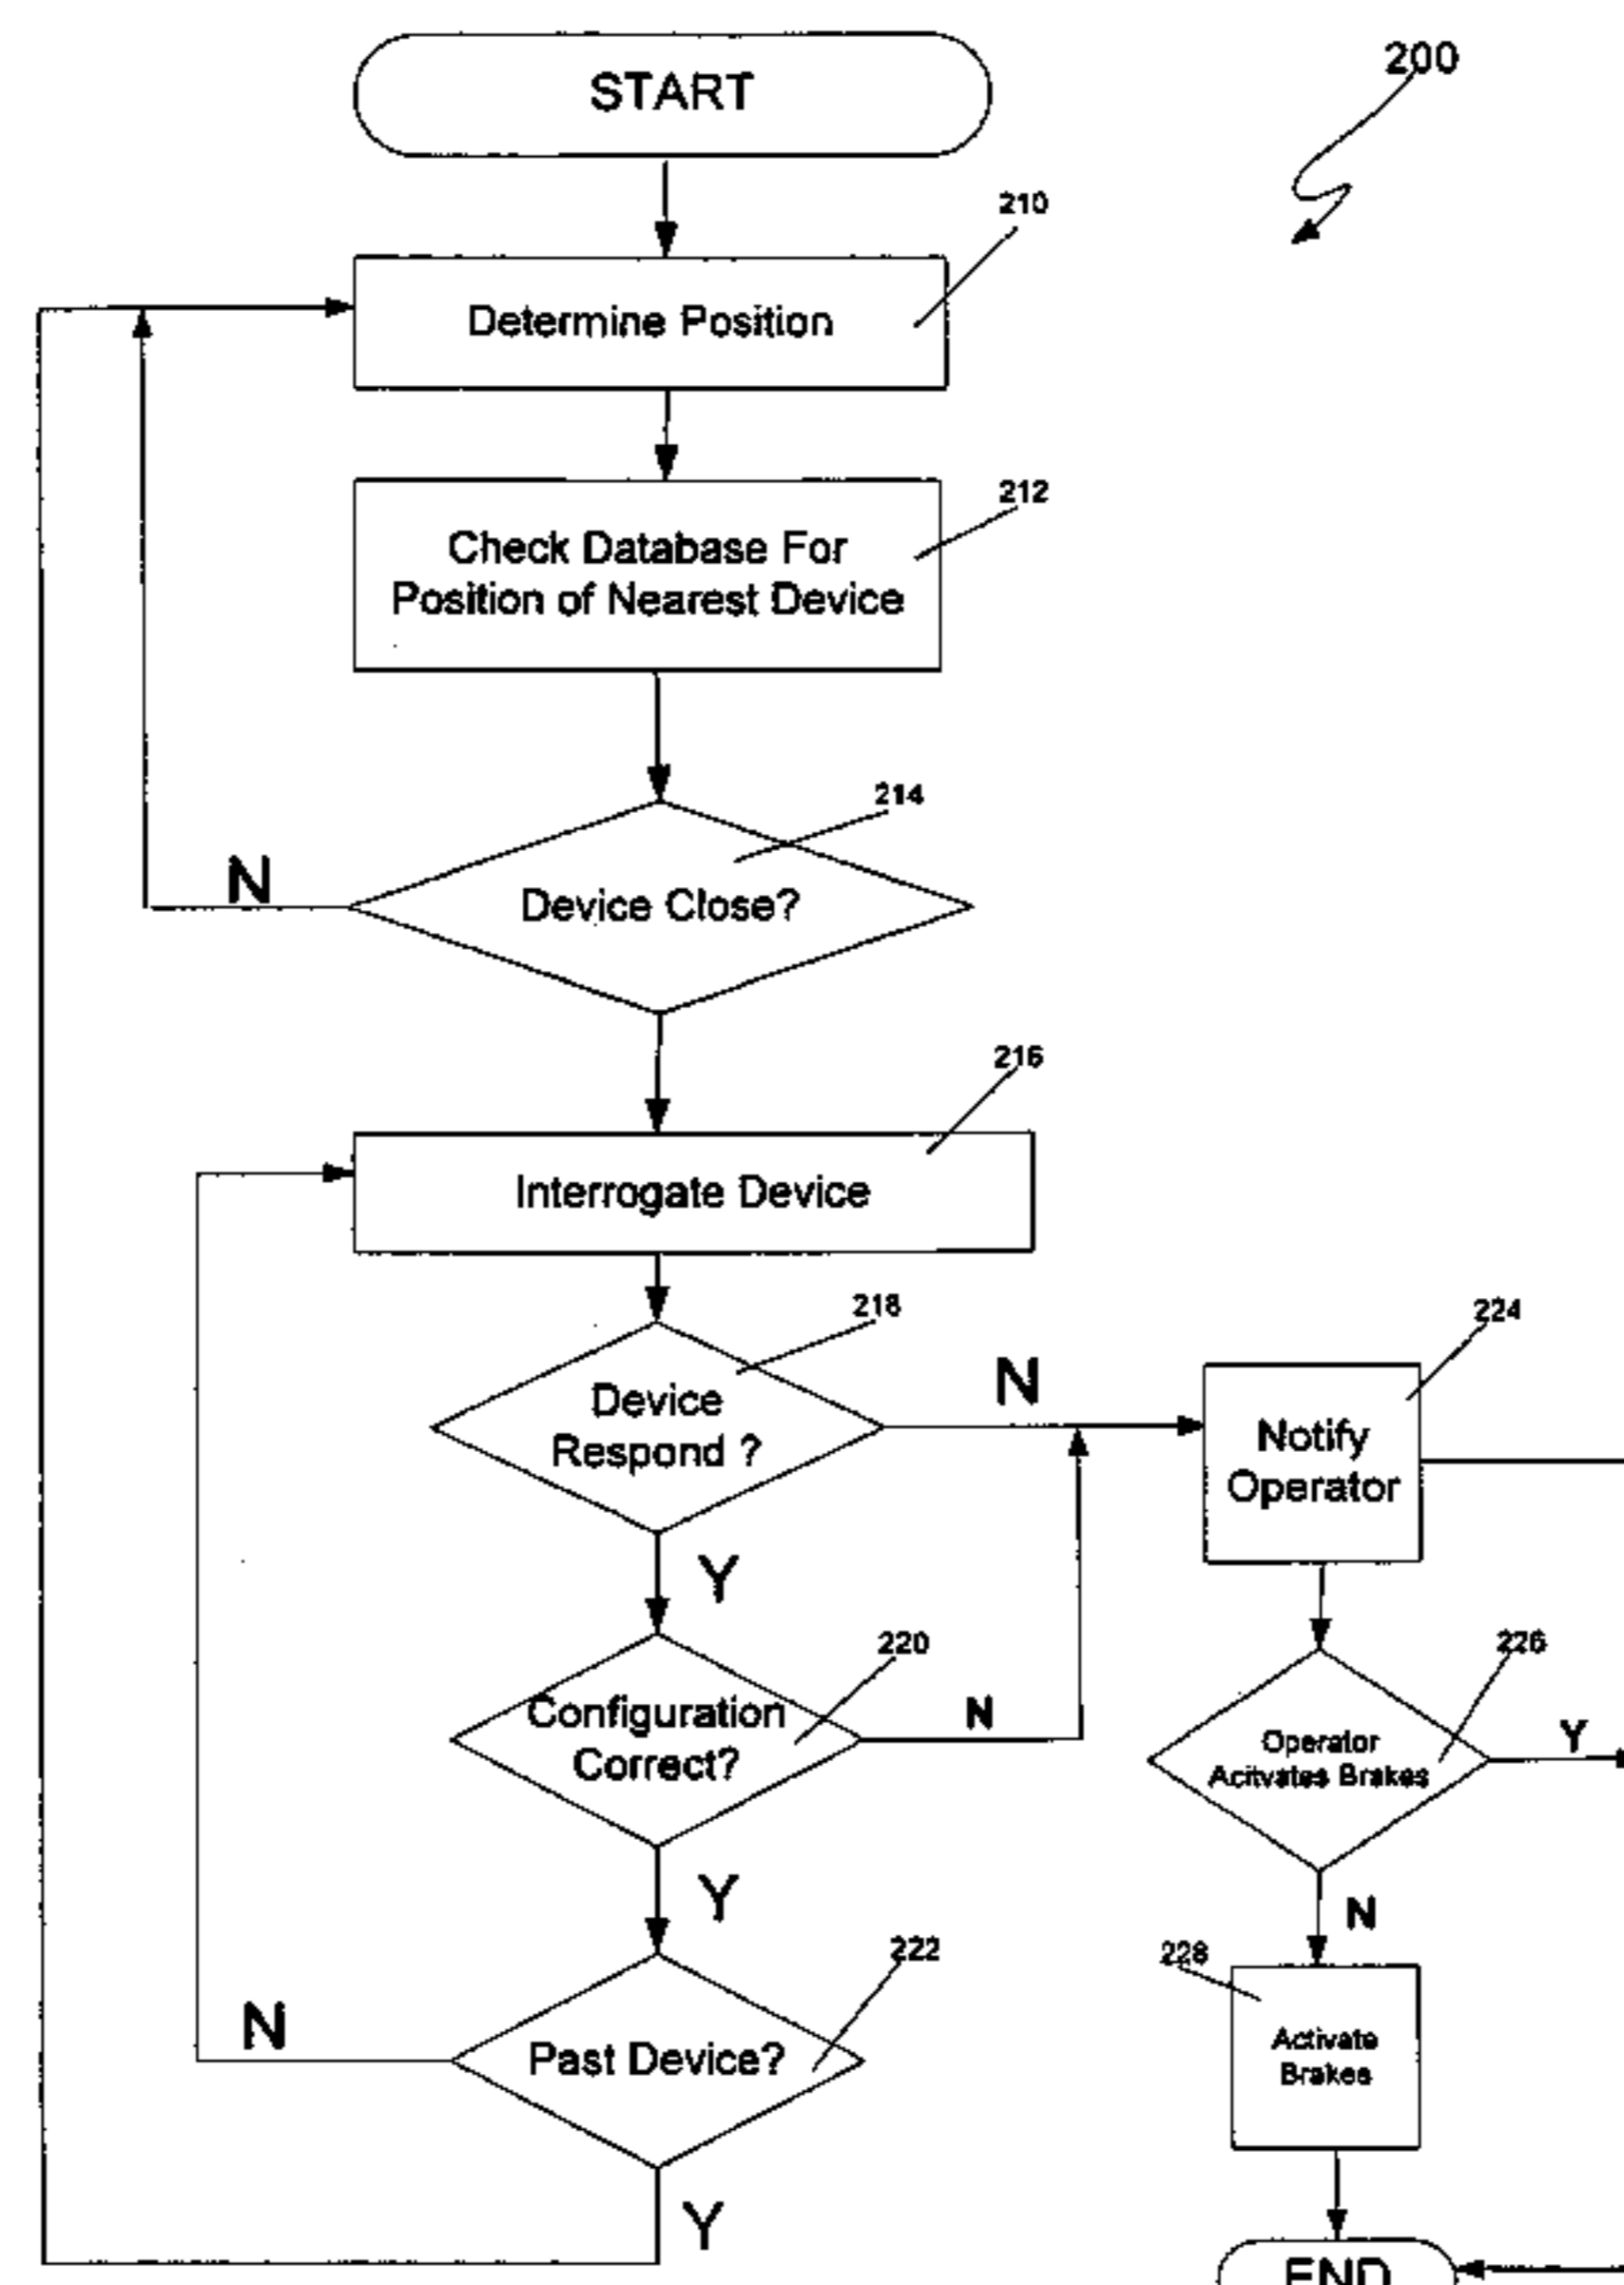 START
200
210
Determine Position
212
Check Database For
Position of Nearest Device
214
N
Device Close?
216
Interrogate Device
218
224
N
Device
Respond ?
Notify
Operator
Y
220
226
Configuration
Correct?
N
Operator
Acitvates Brakes
Y
Y
N
222
228
N
Past Device?
Activate
Brakes
Y
END